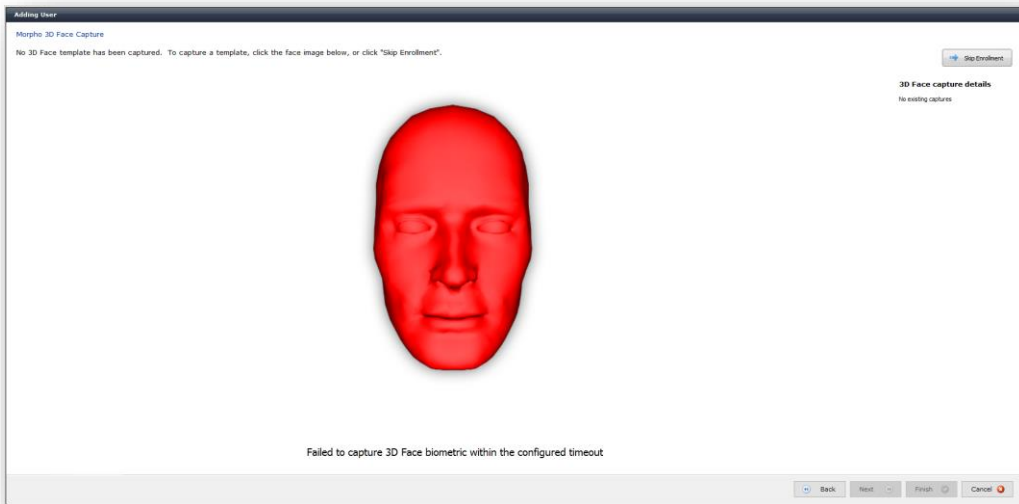 Adding User
Morpho 3D Face Capture
No 3D Face template has been captured. To capture a template, click the face image below, or click "Skip Enrollment".
Skip Enrollment
3D Face capture details
No existing captures
Failed to capture 3D Face biometric within the configured timeout
Back Next Finish Cancel